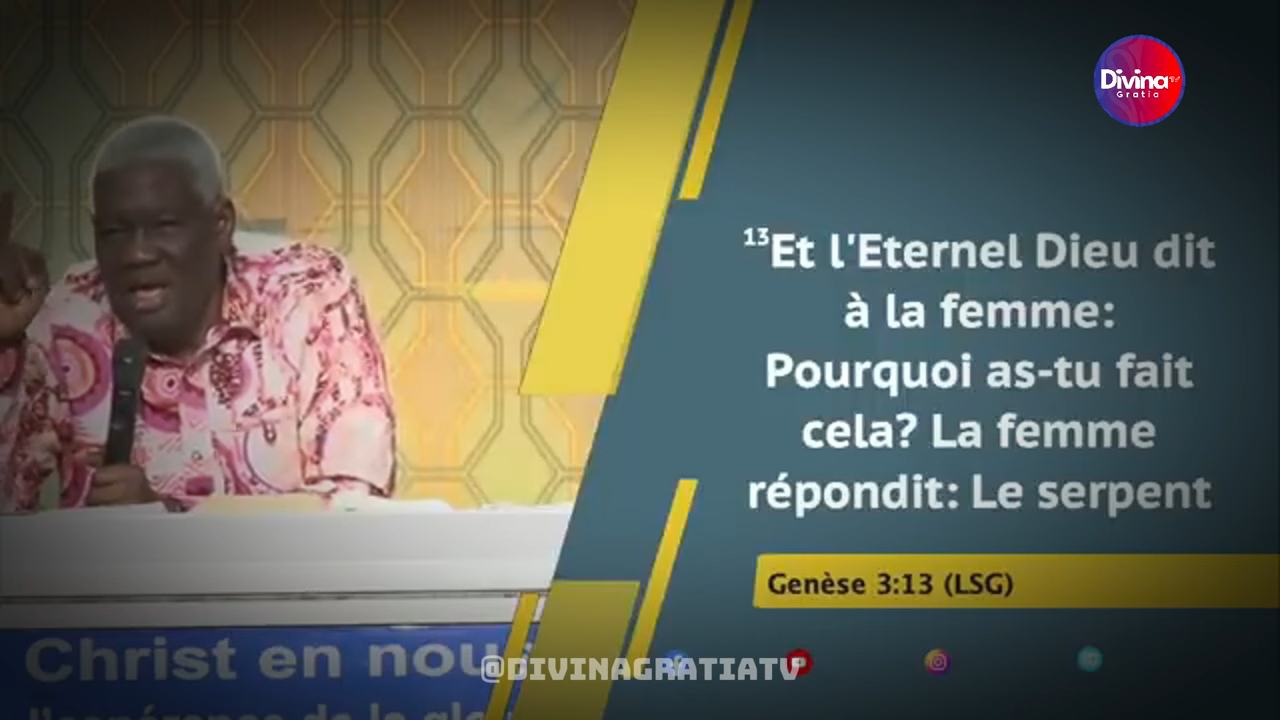 Divina TV
Gratia
13Et l'Eternel Dieu dit
à la femme:
Pourquoi as-tu fait
cela? La femme
répondit: Le serpent
Genèse 3:13 (LSG)
Christ en nou
@DIVINAGRATIATV